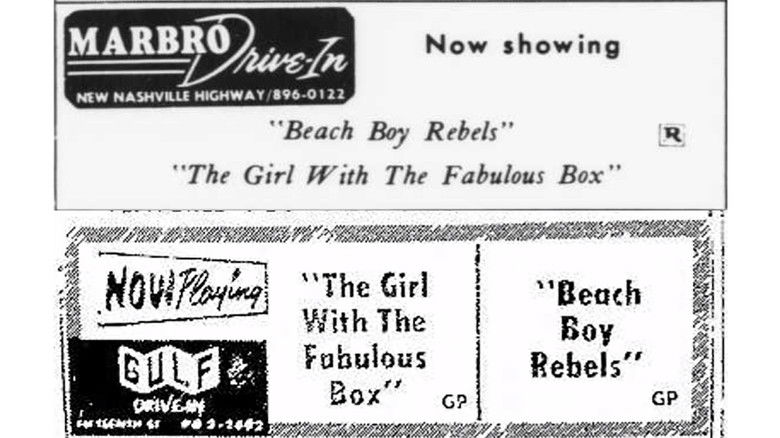 MARBRO Drive-In
NEW NASHVILLE HIGHWAY/896-0122
Now showing
"Beach Boy Rebels"
R
"The Girl With The Fabulous Box"
NOW! Playing
GULF
DRIVE-IN
"The Girl
With The
Fabulous
Box"
GP
"Beach
Boy
Rebels"
GP